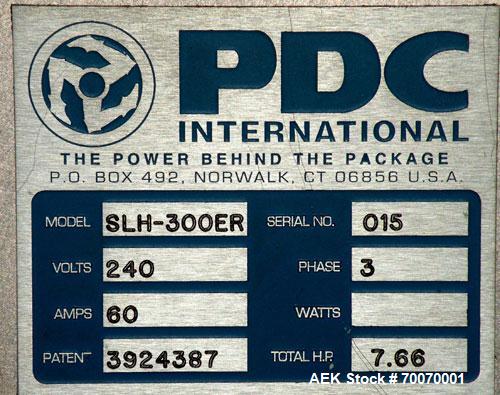 PDC
INTERNATIONAL
THE POWER BEHIND THE PACKAGE
P.O. BOX 492, NORWALK, CT 06856 U.S.A.
MODEL SLH-300ER SERIAL NO. 015
VOLTS 240 PHASE 3
AMPS 60 WATTS
PATENT 3924387 TOTAL H.P. 7.66
AEK Stock # 70070001